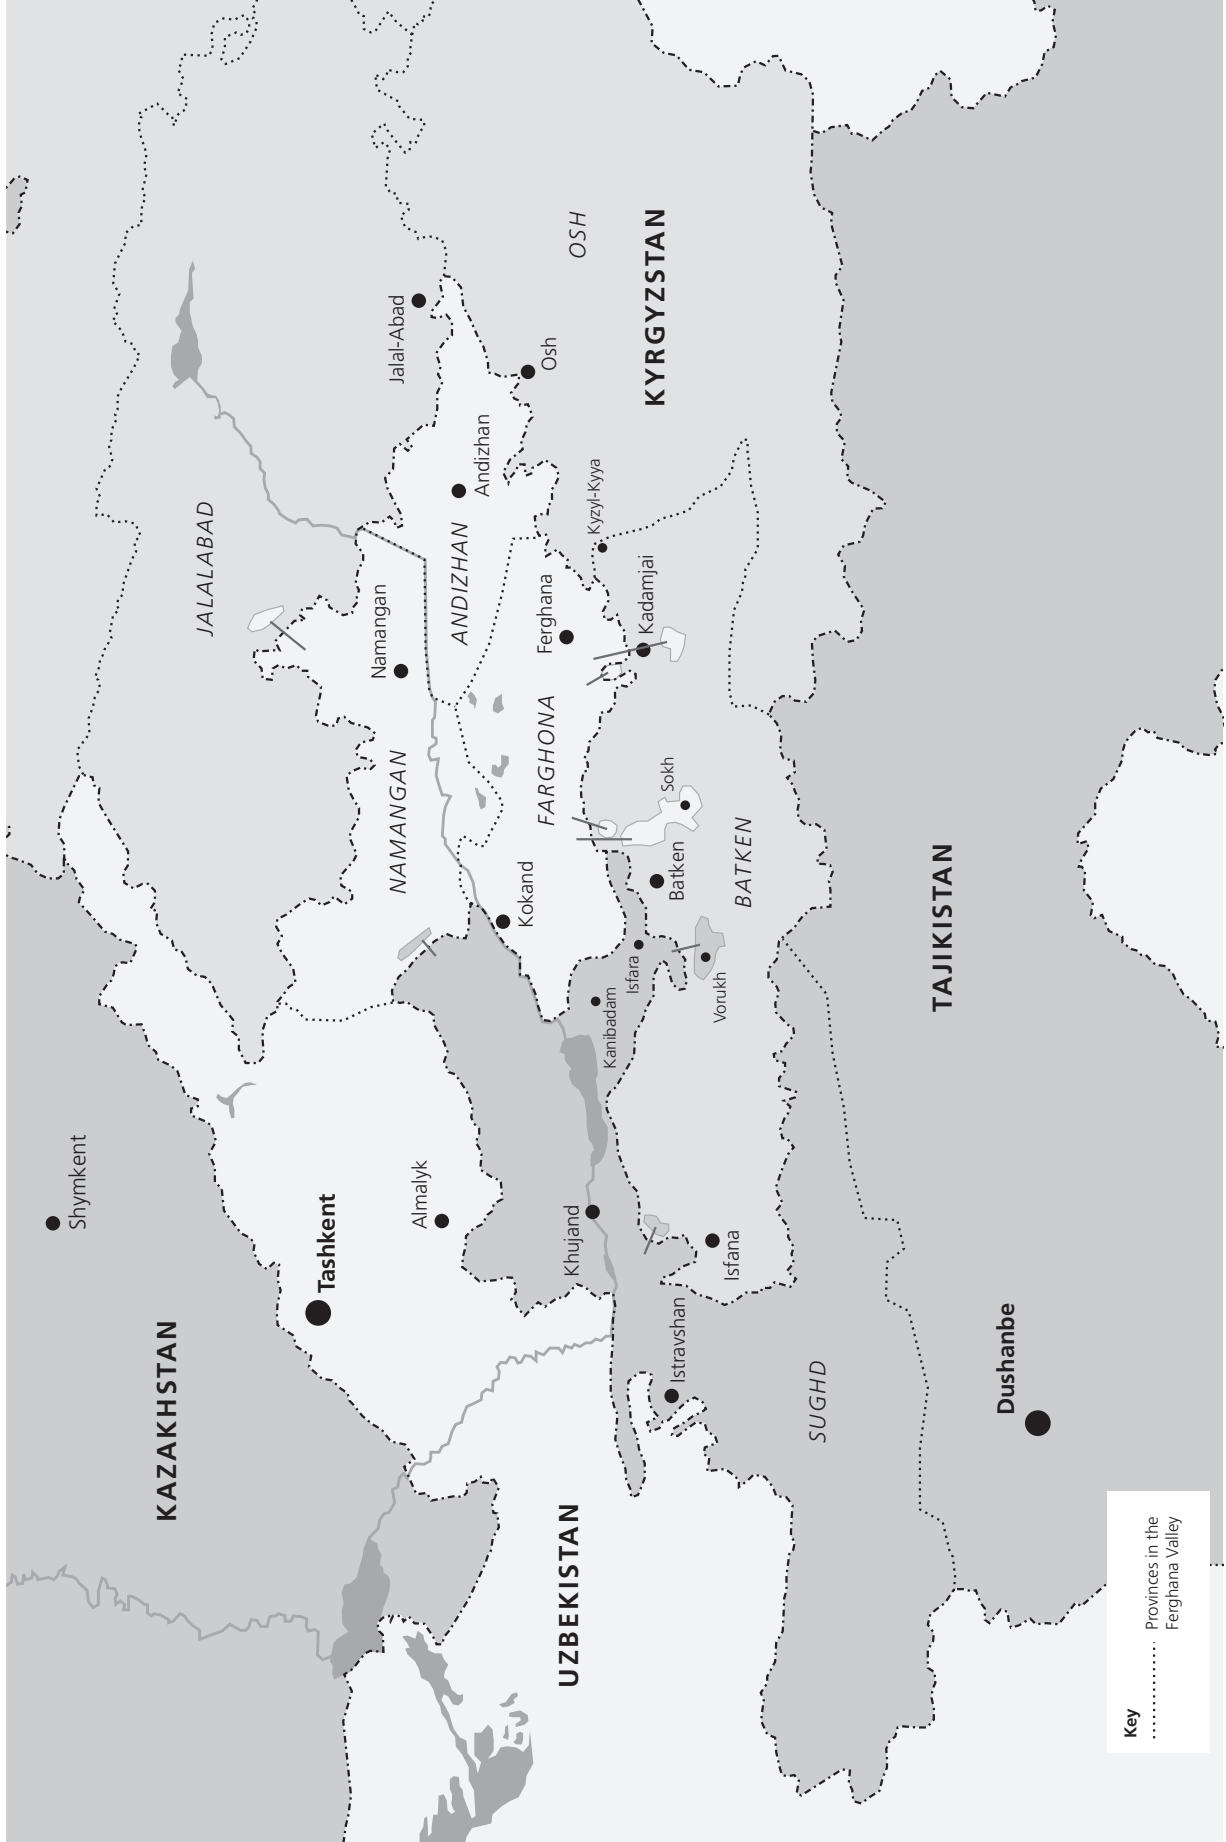 KAZAKHSTAN
Shymkent
Tashkent
Almalyk
JALALABAD
Namangan
NAMANGAN
Jalal-Abad
Andizhan
ANDIZHAN
Osh
OSH
KYRGYZSTAN
Kokand
FARGHONA
Ferghana
Kyzyl-Kyya
Kadamjai
UZBEKISTAN
Khujand
Kanibadam
Isfara
Batken
Sokh
Vorukh
BATKEN
Istravshan
Isfana
SUGHD
TAJIKISTAN
Dushanbe
Key
Provinces in the
Ferghana Valley